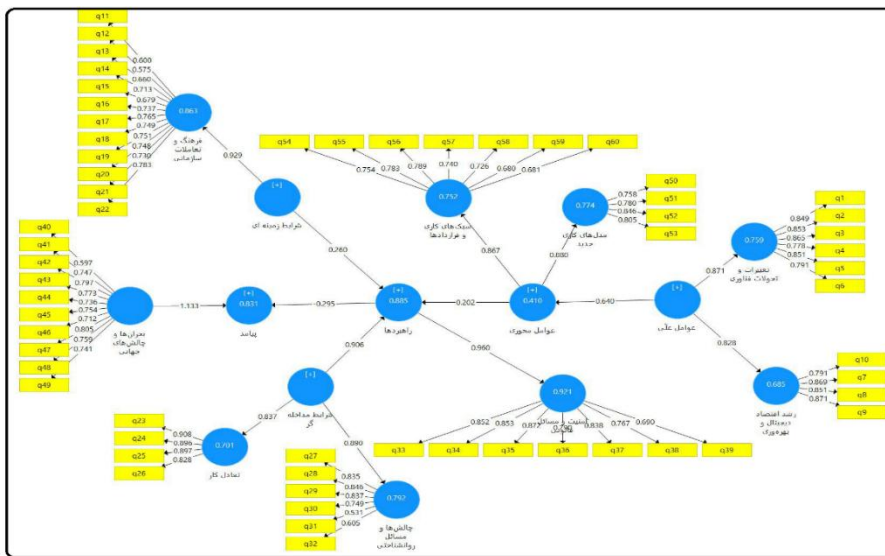 q11
q12
q13
q14
q15
q16
q17
q18
q19
q20
q21
q22
0.600
0.575
0.660
0.713
0.679
0.737
0.765
0.749
0.751
0.748
0.730
0.783
0.863
فرهنگ و
تعاملات
سازمانی
0.929
[+]
شرایط زمینه ای
0.260
q54
q55
q56
q57
q58
q59
q60
0.754
0.783
0.789
0.740
0.726
0.680
0.681
0.752
سبک‌های کاری
و قراردادها
0.867
q50
q51
q52
q53
0.758
0.780
0.846
0.805
0.774
مدل‌های کاری
جدید
0.880
q1
q2
q3
q4
q5
q6
0.849
0.853
0.865
0.778
0.851
0.791
0.759
تغییرات و
تحولات فناوری
0.871
q40
q41
q42
q43
q44
q45
q46
q47
q48
q49
0.597
0.747
0.797
0.773
0.736
0.754
0.712
0.805
0.759
0.741
بحران‌ها و
چالش‌های
جهانی
1.133
[+]
0.831
پیامد
0.295
[+]
0.885
راهبردها
0.202
[+]
0.410
عوامل محوری
0.640
[+]
عوامل علّی
0.828
q10
q7
q8
q9
0.791
0.869
0.851
0.871
0.685
رشد اقتصاد
دیجیتال و
بهره‌وری
0.906
[+]
شرایط مداخله
گر
0.960
0.921
امنیت و مسائل
0.852
0.853
0.872
0.838
0.767
0.690
q33
q34
q35
q36
q37
q38
q39
0.837
q23
q24
q25
q26
0.908
0.896
0.897
0.828
0.701
تعادل کار
0.890
q27
q28
q29
q30
q31
q32
0.835
0.846
0.837
0.749
0.531
0.605
0.792
چالش‌ها و
مسائل
روانشناختی